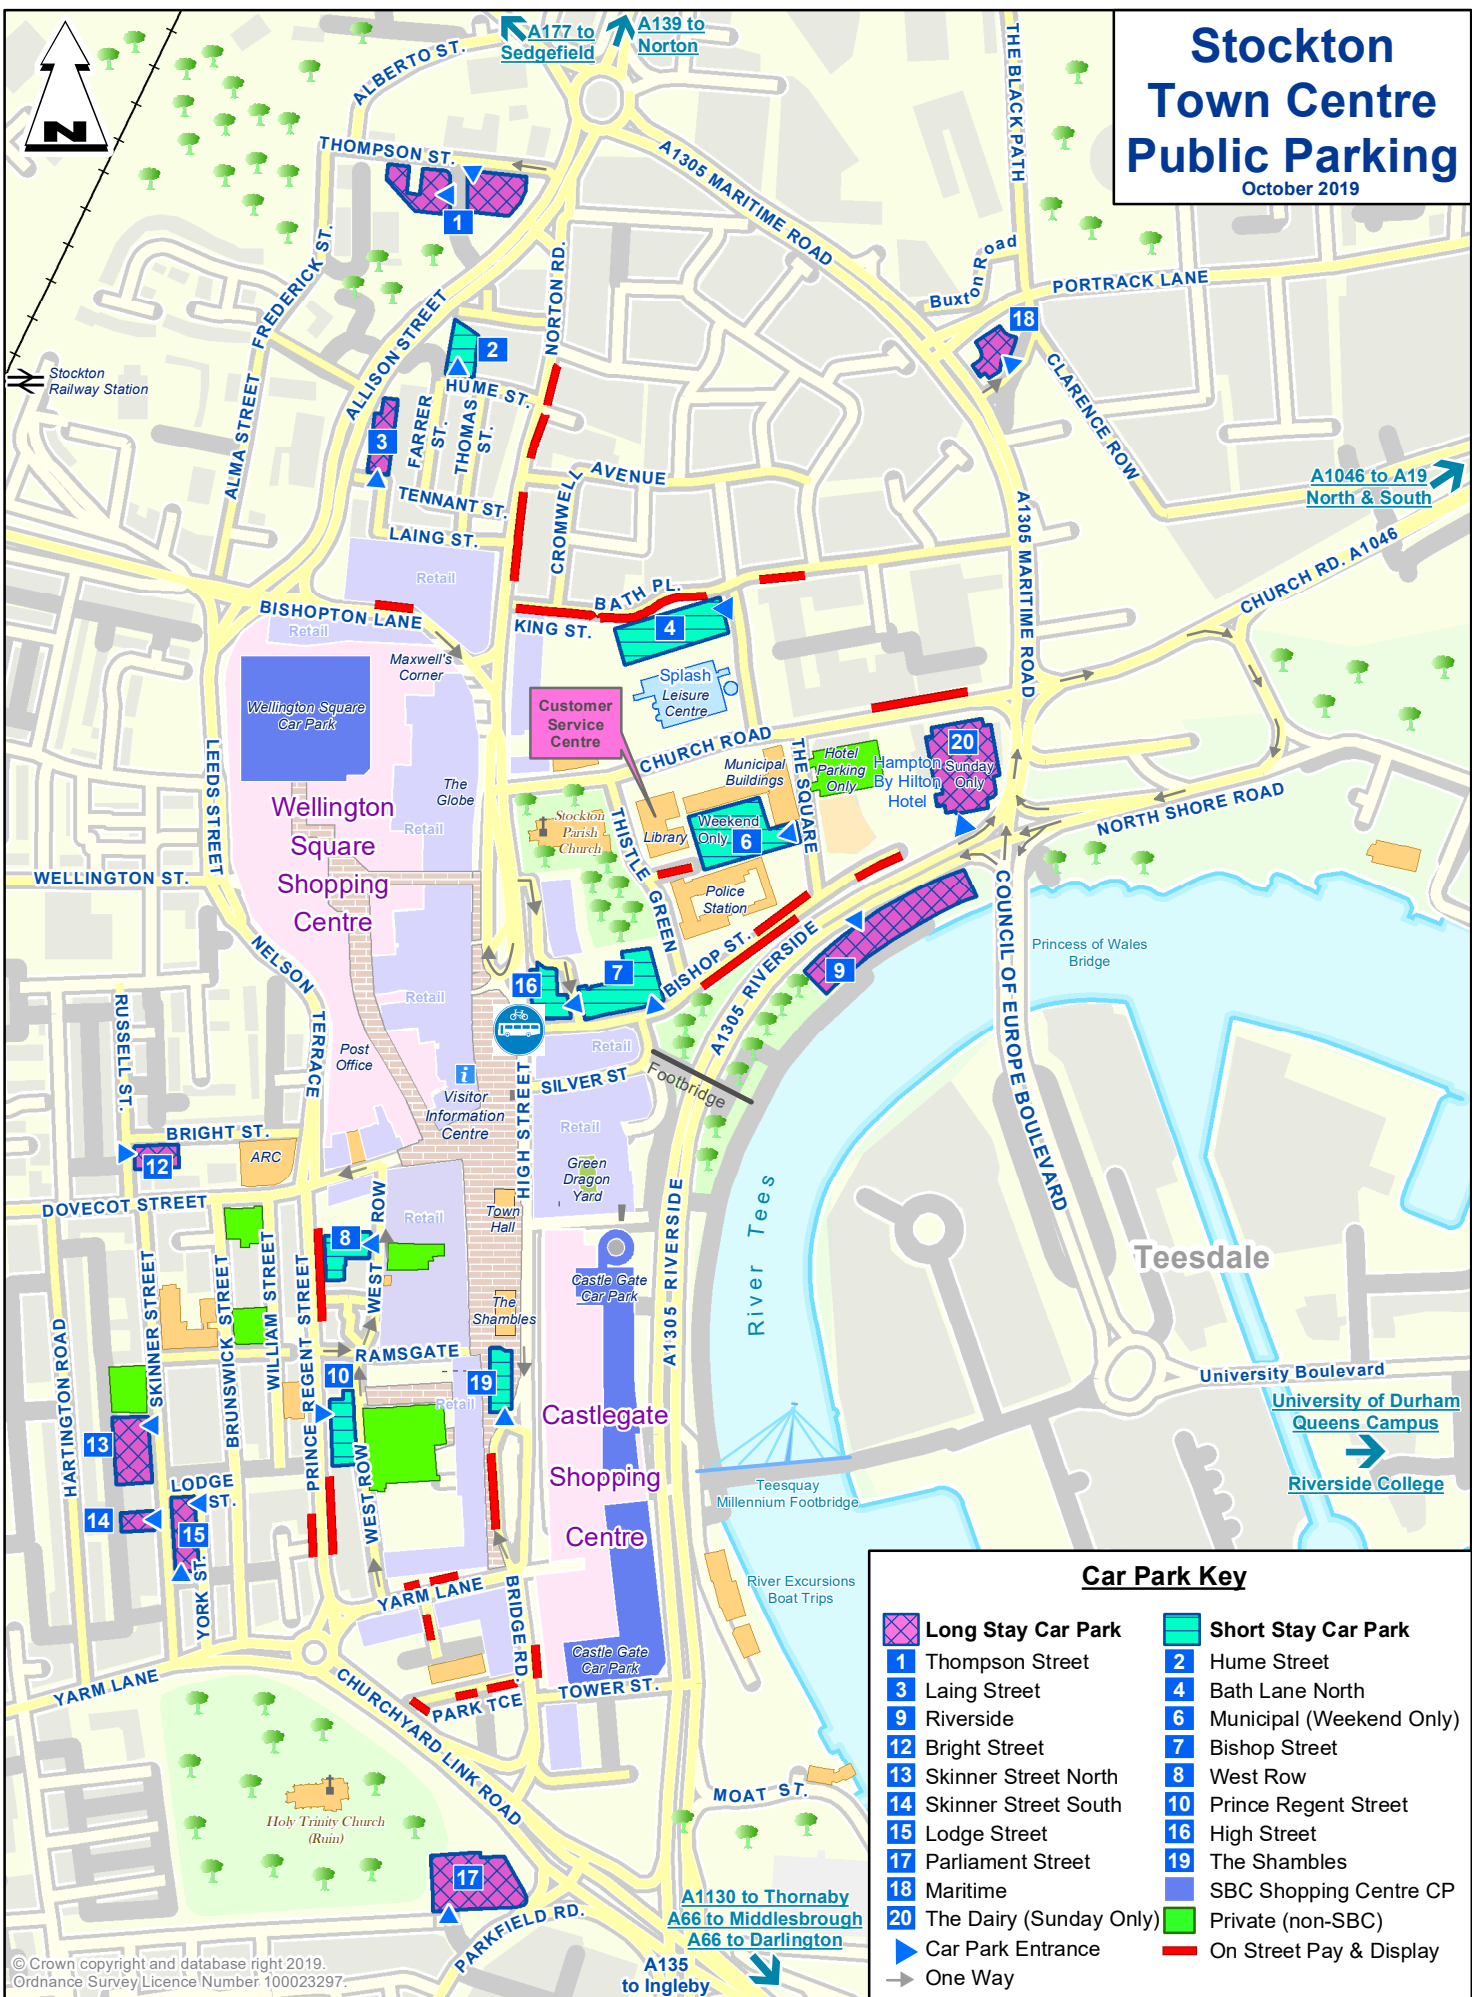 Stockton
Town Centre
Public Parking
October 2019
N
A177 to
Sedgefield
A139 to
Norton
ALBERTO ST.
THE BLACK PATH
THOMPSON ST.
A1305 MARITIME ROAD
1
FREDERICK ST.
NORTON RD.
Buxton Road
PORTRACK LANE
18
ALLISON STREET
2
Stockton
Railway Station
HUME ST.
CLARENCE ROW
ALMA STREET
3
FARRER
ST.
THOMAS
ST.
CROMWELL
AVENUE
A1046 to A19
North & South
TENNANT ST.
LAING ST.
A1305 MARITIME ROAD
CHURCH RD. A1046
Retail
BATH PL.
BISHOPTON LANE
Retail
KING ST.
4
Maxwell's
Corner
Splash
Leisure
Centre
Wellington Square
Car Park
Customer
Service
Centre
CHURCH ROAD
20
Sunday
Only
LEEDS STREET
Municipal
Buildings
THE SQUARE
Hotel
Parking
Only
Hampton
By Hilton
Hotel
The
Globe
NORTH SHORE ROAD
Wellington
Square
Shopping
Centre
Retail
Stockton
Parish
Church
THISTLE GREEN
Library
Weekend
Only
6
WELLINGTON ST.
Police
Station
COUNCIL OF EUROPE BOULEVARD
NELSON TERRACE
BISHOP ST.
A1305 RIVERSIDE
Princess of Wales
Bridge
9
7
16
Retail
RUSSELL ST.
Post
Office
Retail
SILVER ST
Footbridge
i
Visitor
Information
Centre
HIGH STREET
Retail
BRIGHT ST.
12
ARC
Green
Dragon
Yard
DOVECOT STREET
ROW
Town
Hall
A1305 RIVERSIDE
River Tees
Retail
8
Teesdale
SKINNER STREET
BRUNSWICK STREET
WILLIAM STREET
PRINCE REGENT STREET
WEST
Castle Gate
Car Park
The
Shambles
HARTINGTON ROAD
RAMSGATE
University Boulevard
10
19
Retail
University of Durham
Queens Campus
Riverside College
Castlegate
Shopping
Centre
13
WEST ROW
LODGE
ST.
14
15
Teesquay
Millennium Footbridge
YORK ST.
YARM LANE
BRIDGE RD.
River Excursions
Boat Trips
Castle Gate
Car Park
YARM LANE
CHURCHYARD LINK ROAD
PARK TCE
TOWER ST.
MOAT ST.
Holy Trinity Church
(Ruin)
17
PARKFIELD RD.
A1130 to Thornaby
A66 to Middlesbrough
A66 to Darlington
A135
to Ingleby
© Crown copyright and database right 2019.
Ordnance Survey Licence Number 100023297.
Car Park Key
Long Stay Car Park
1 Thompson Street
3 Laing Street
9 Riverside
12 Bright Street
13 Skinner Street North
14 Skinner Street South
15 Lodge Street
17 Parliament Street
18 Maritime
20 The Dairy (Sunday Only)
Car Park Entrance
One Way
Short Stay Car Park
2 Hume Street
4 Bath Lane North
6 Municipal (Weekend Only)
7 Bishop Street
8 West Row
10 Prince Regent Street
16 High Street
19 The Shambles
SBC Shopping Centre CP
Private (non-SBC)
On Street Pay & Display